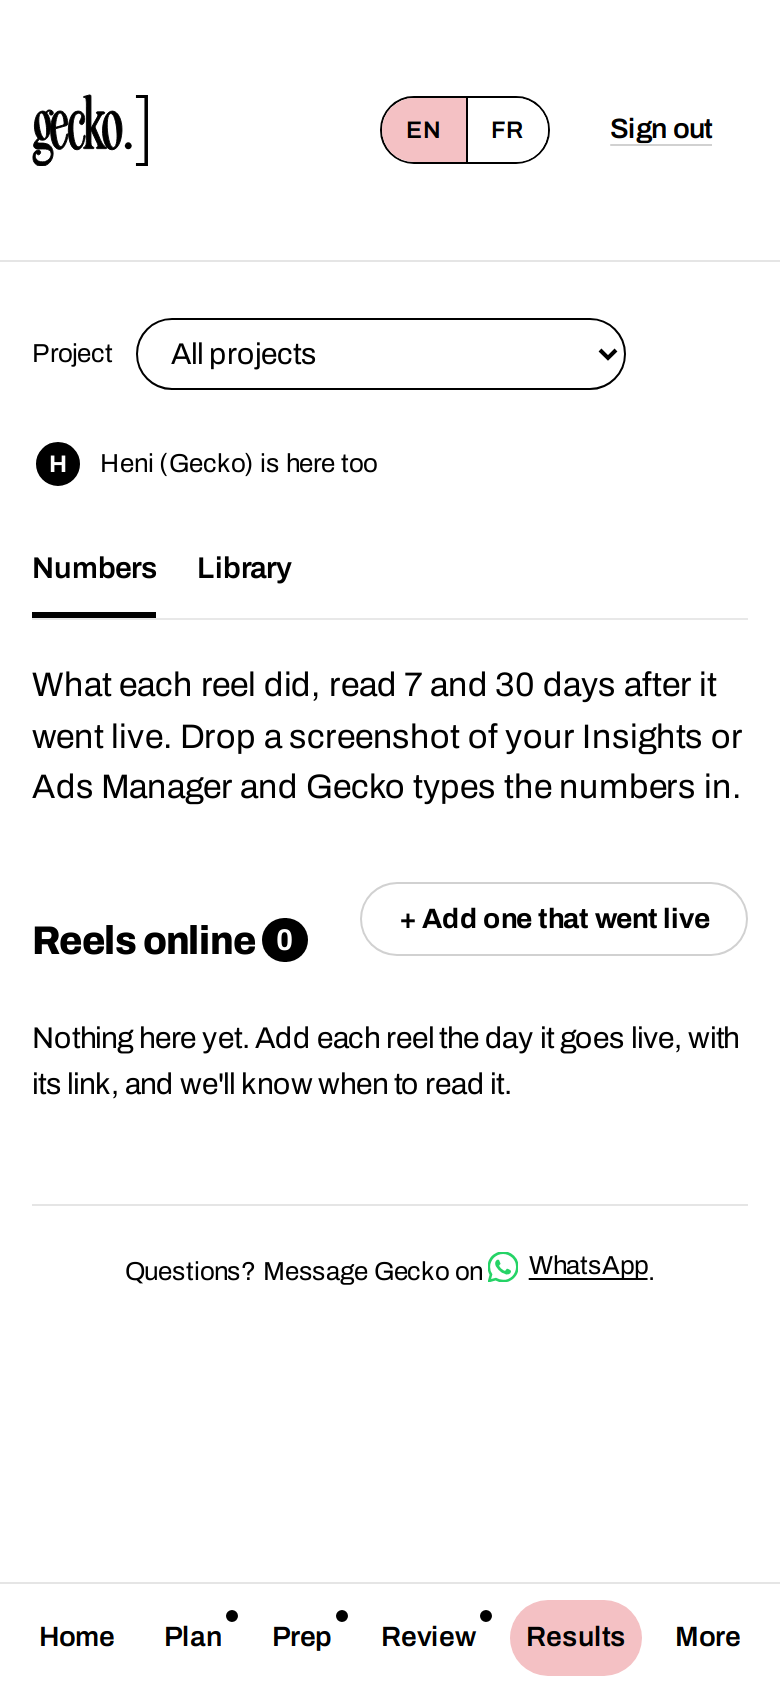 gecko.]
EN FR Sign out
Project All projects
H Heni (Gecko) is here too
Numbers Library
What each reel did, read 7 and 30 days after it
went live. Drop a screenshot of your Insights or
Ads Manager and Gecko types the numbers in.
Reels online 0 + Add one that went live
Nothing here yet. Add each reel the day it goes live, with
its link, and we'll know when to read it.
Questions? Message Gecko on WhatsApp.
Home Plan Prep Review Results More